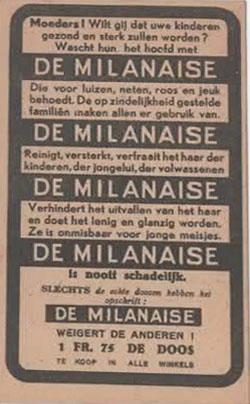 Moeders! Wilt gij dat uwe kinderen
gezond en sterk zullen worden?
Wascht hun het hoofd met
DE MILANAISE
Die voor luizen, neten, roos en jeuk
behoedt. De op zindelijkheid gestelde
familiën maken allen er gebruik van.
DE MILANAISE
Reinigt, versterkt, verfraait het haar der
kinderen, der jongelui, der volwassenen
DE MILANAISE
Verhindert het uitvallen van het haar
en doet het lenig en glanzig worden.
Ze is onmisbaar voor jonge meisjes.
DE MILANAISE
is nooit schadelijk.
SLECHTS de echte doozen hebben het
opschrift:
DE MILANAISE
WEIGERT DE ANDEREN!
1 FR. 75 DE DOOS
TE KOOP IN ALLE WINKELS